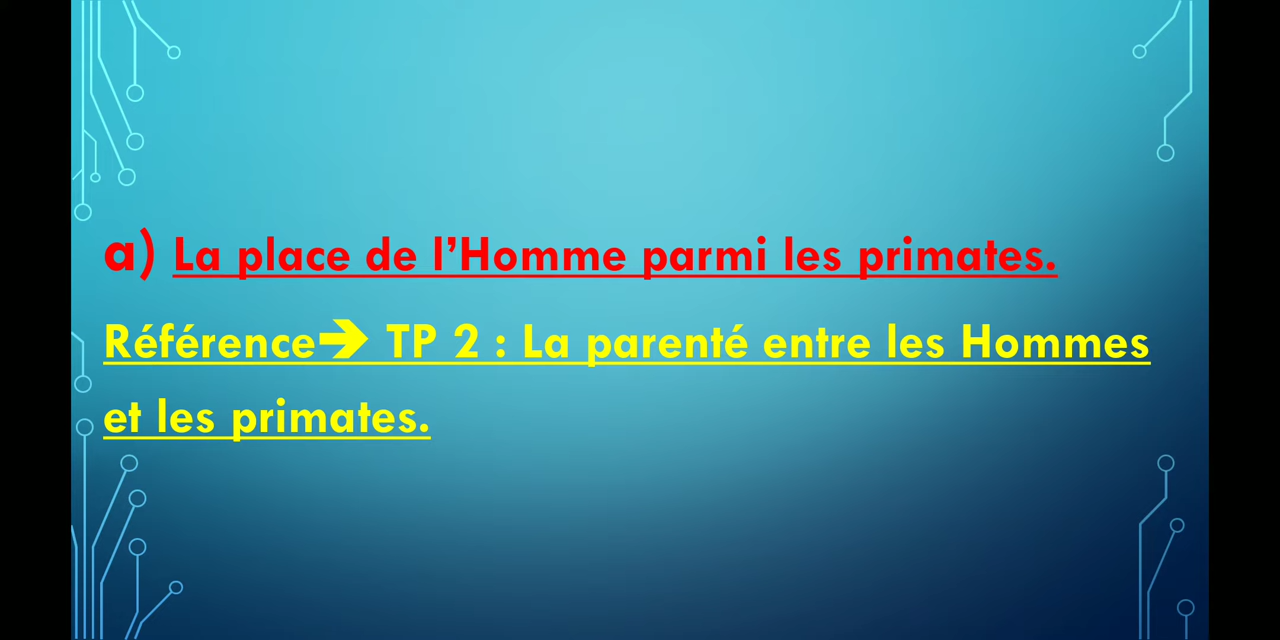 a) La place de l’Homme parmi les primates.
Référence➔ TP 2 : La parenté entre les Hommes
et les primates.